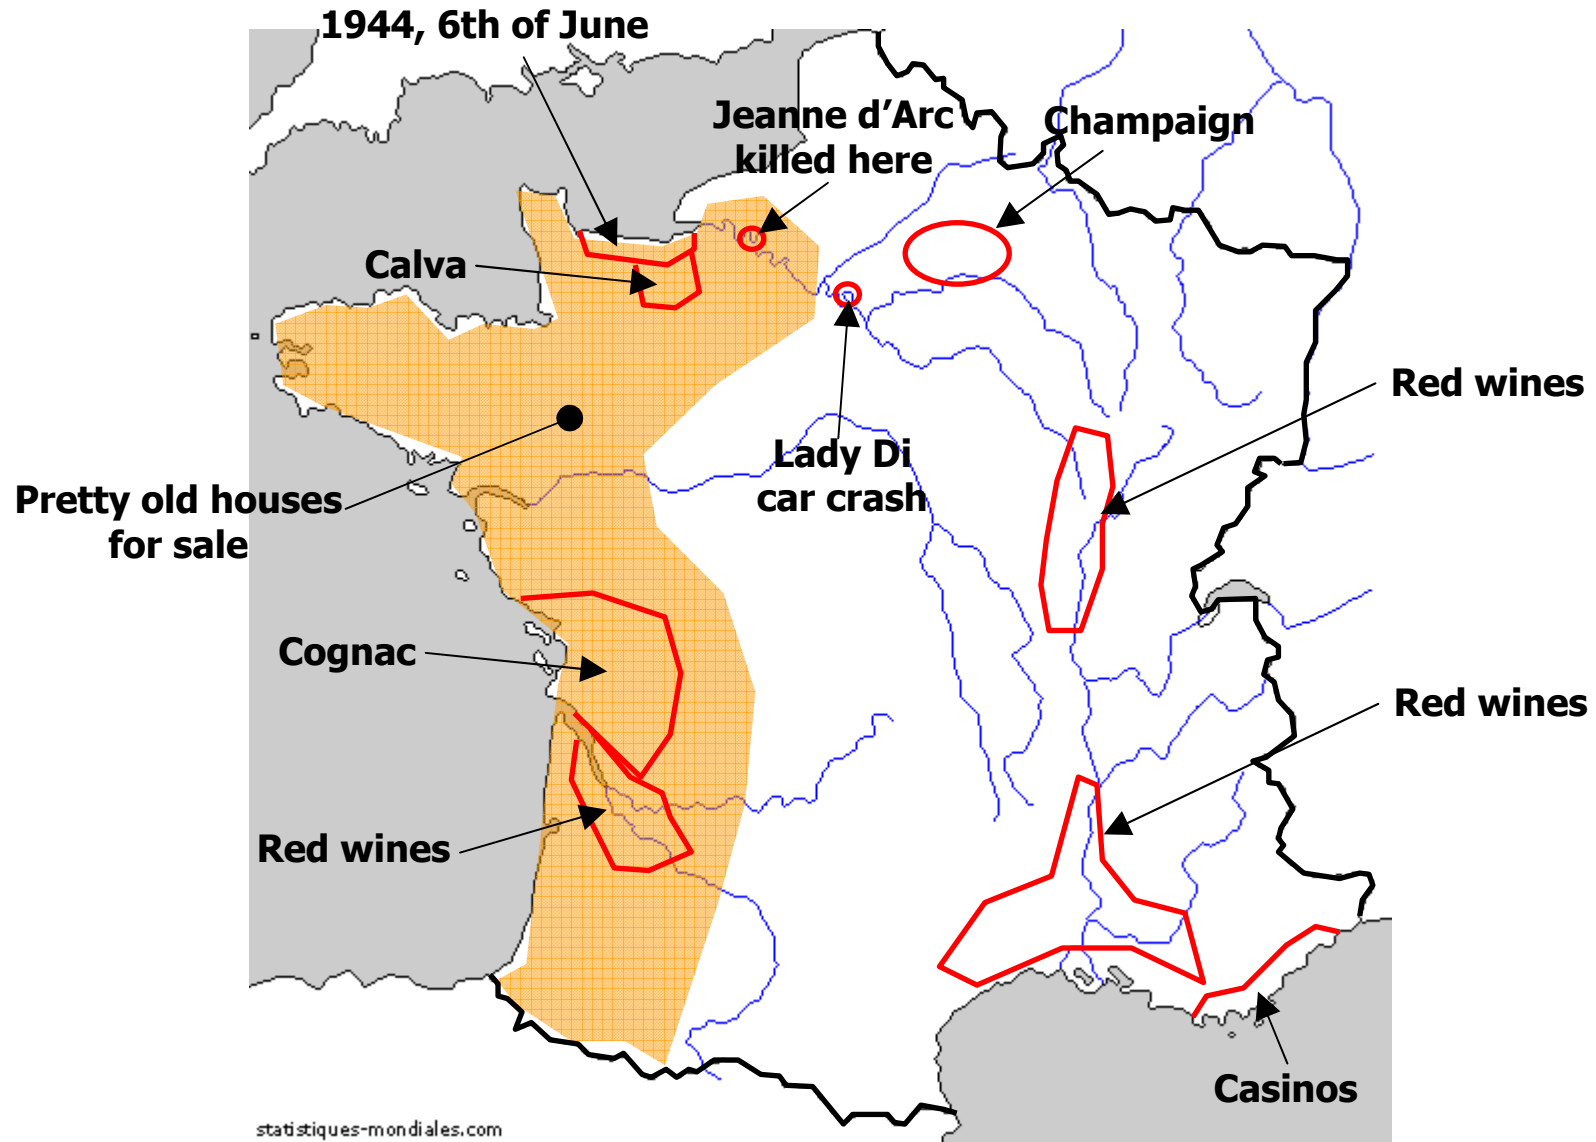 1944, 6th of June
Jeanne d’Arc
killed here
Champaign
Calva
Red wines
Lady Di
car crash
Pretty old houses
for sale
Cognac
Red wines
Red wines
Casinos
statistiques-mondiales.com